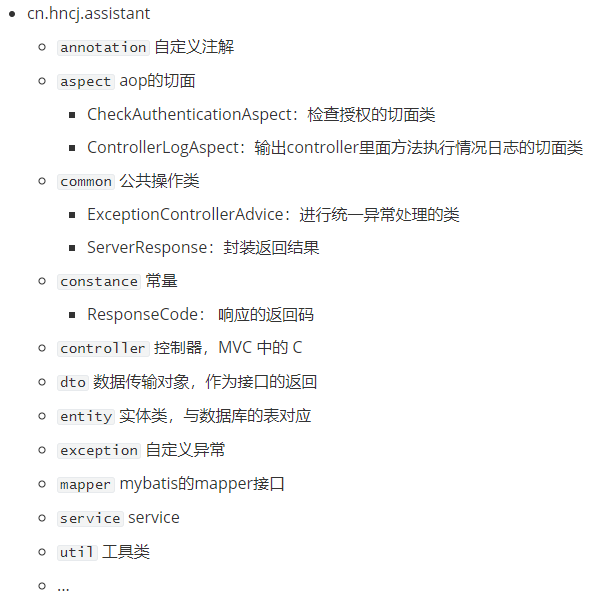 cn.hncj.assistant
annotation 自定义注解
aspect aop的切面
CheckAuthenticationAspect：检查授权的切面类
ControllerLogAspect：输出controller里面方法执行情况日志的切面类
common 公共操作类
ExceptionControllerAdvice：进行统一异常处理的类
ServerResponse：封装返回结果
constance 常量
ResponseCode： 响应的返回码
controller 控制器，MVC 中的 C
dto 数据传输对象，作为接口的返回
entity 实体类，与数据库的表对应
exception 自定义异常
mapper mybatis的mapper接口
service service
util 工具类
...